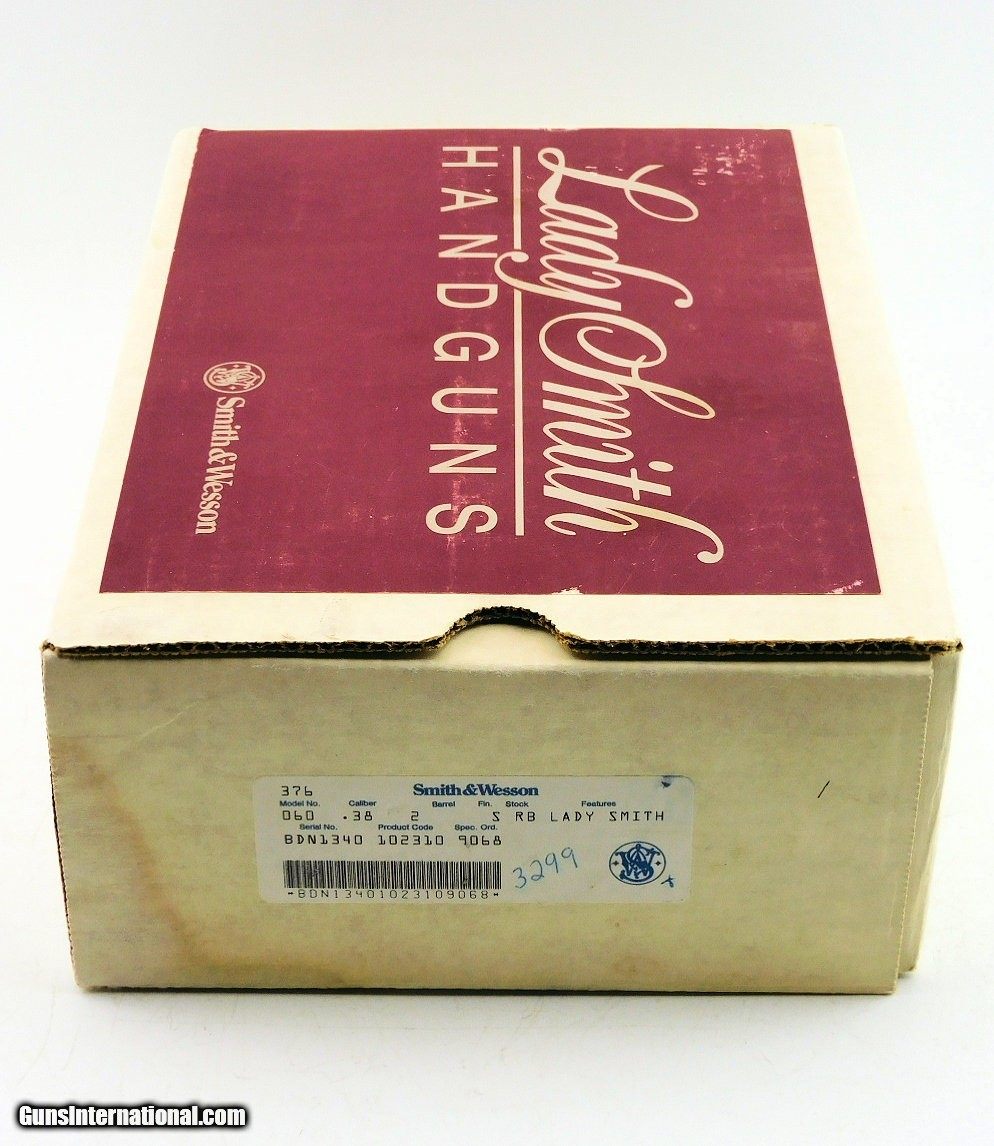 LadySmith
HANDGUNS
Smith & Wesson
376 Smith & Wesson
Model No. Caliber Barrel Fin. Stock Features
060 .38 2 S RB LADY SMITH
Serial No. Product Code Spec. Ord.
BDN1340 102310 9068
3299
*BDN13401023109068*
GunsInternational.com